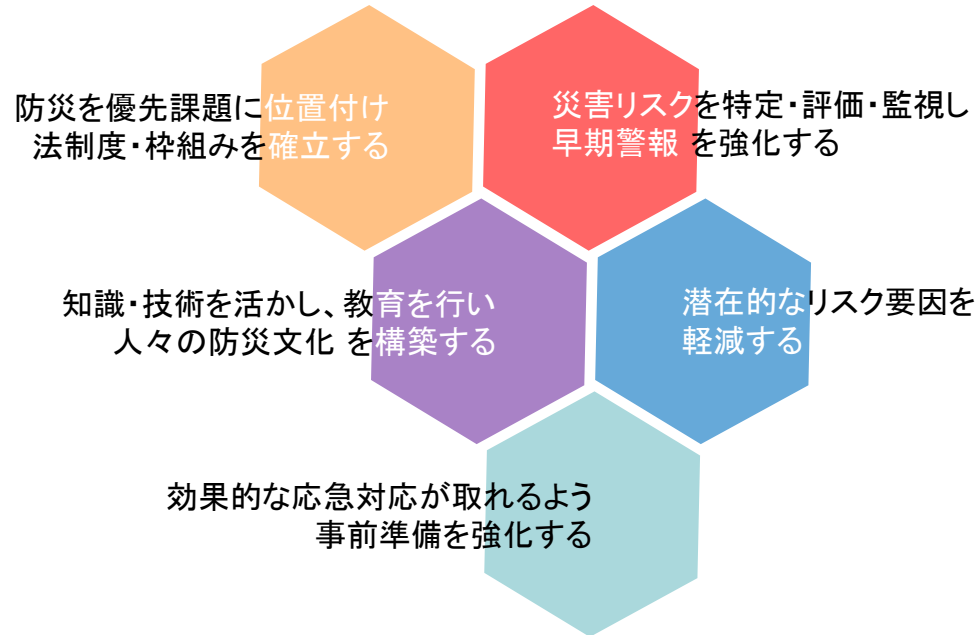 防災を優先課題に位置付け
法制度・枠組みを確立する
災害リスクを特定・評価・監視し
早期警報 を強化する
知識・技術を活かし、教育を行い
人々の防災文化 を構築する
潜在的なリスク要因を
軽減する
効果的な応急対応が取れるよう
事前準備を強化する